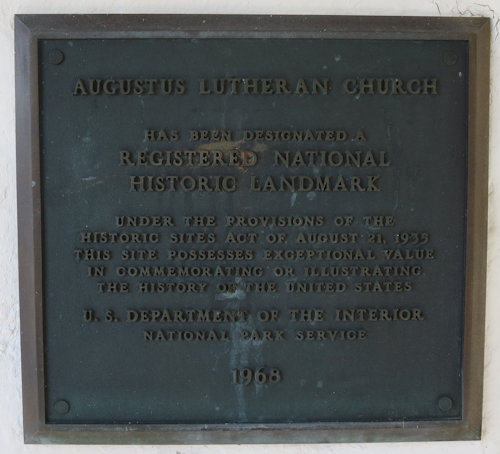 AUGUSTUS LUTHERAN CHURCH
HAS BEEN DESIGNATED A
REGISTERED NATIONAL
HISTORIC LANDMARK
UNDER THE PROVISIONS OF THE
HISTORIC SITES ACT OF AUGUST 21, 1935
THIS SITE POSSESSES EXCEPTIONAL VALUE
IN COMMEMORATING OR ILLUSTRATING
THE HISTORY OF THE UNITED STATES
U. S. DEPARTMENT OF THE INTERIOR
NATIONAL PARK SERVICE
1968